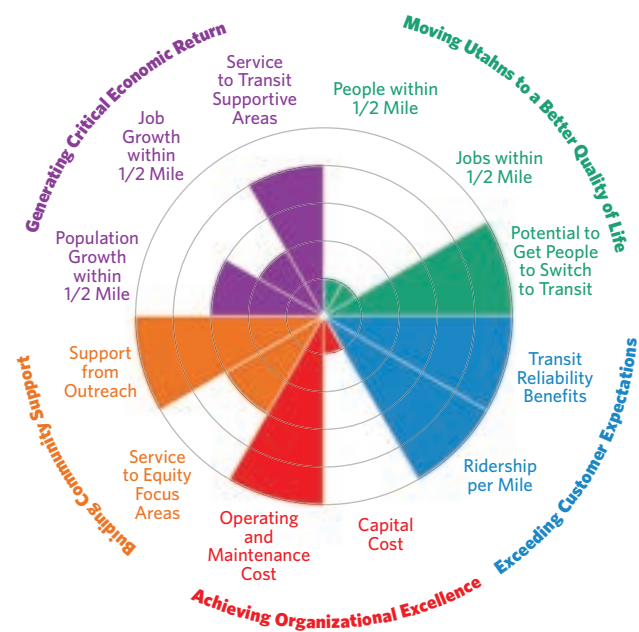 Generating Critical Economic Return
Moving Utahns to a Better Quality of Life
Service
to Transit
Supportive
Areas
People within
1/2 Mile
Job
Growth
within
1/2 Mile
Jobs within
1/2 Mile
Population
Growth
within
1/2 Mile
Potential to
Get People
to Switch
to Transit
Support
from
Outreach
Transit
Reliability
Benefits
Service
to Equity
Focus
Areas
Ridership
per Mile
Operating
and
Maintenance
Cost
Capital
Cost
Buiding Community Support
Exceeding Customer Expectations
Achieving Organizational Excellence